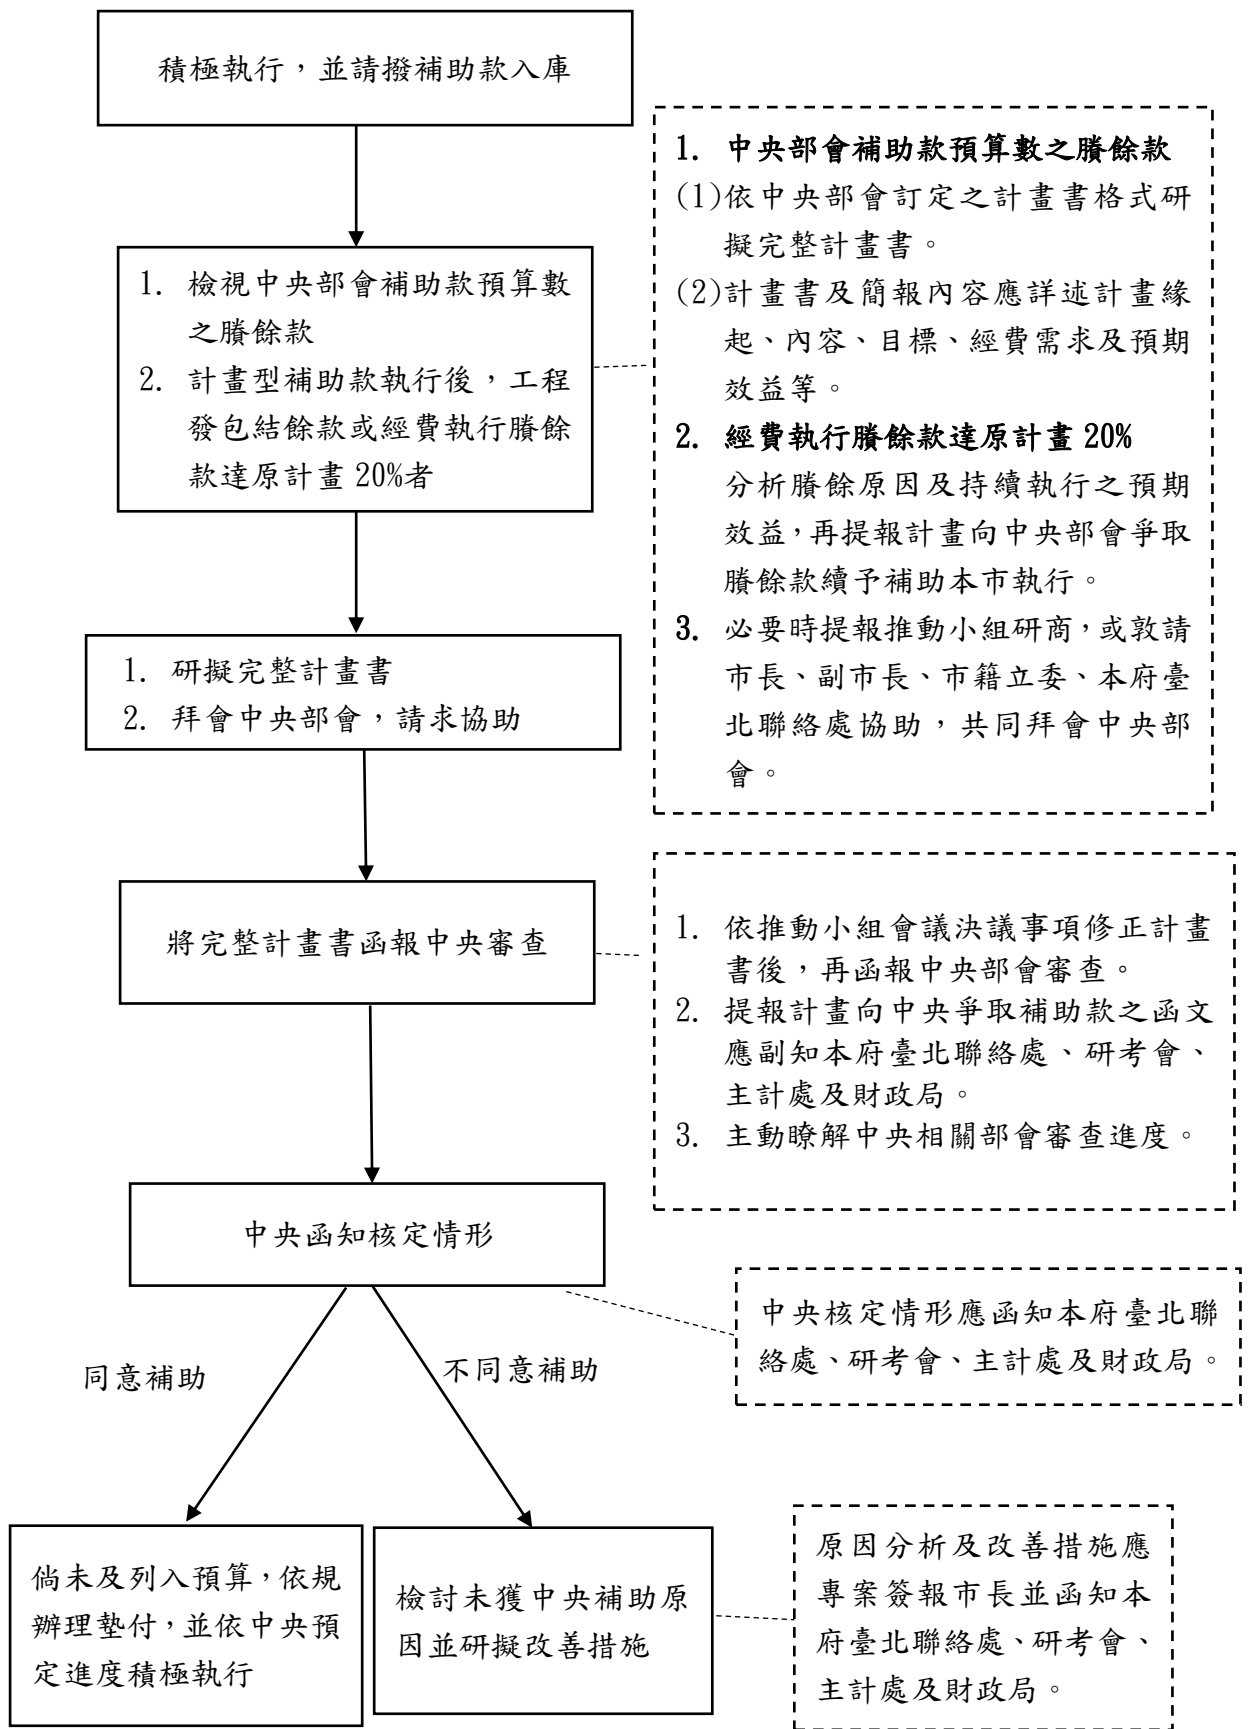 積極執行，並請撥補助款入庫
1. 檢視中央部會補助款預算數
之賸餘款
2. 計畫型補助款執行後，工程
發包結餘款或經費執行賸餘
款達原計畫 20%者
1. 中央部會補助款預算數之賸餘款
(1)依中央部會訂定之計畫書格式研
擬完整計畫書。
(2)計畫書及簡報內容應詳述計畫緣
起、內容、目標、經費需求及預期
效益等。
2. 經費執行賸餘款達原計畫 20%
分析賸餘原因及持續執行之預期
效益，再提報計畫向中央部會爭取
賸餘款續予補助本市執行。
3. 必要時提報推動小組研商，或敦請
市長、副市長、市籍立委、本府臺
北聯絡處協助，共同拜會中央部
會。
1. 研擬完整計畫書
2. 拜會中央部會，請求協助
將完整計畫書函報中央審查
1. 依推動小組會議決議事項修正計畫
書後，再函報中央部會審查。
2. 提報計畫向中央爭取補助款之函文
應副知本府臺北聯絡處、研考會、
主計處及財政局。
3. 主動瞭解中央相關部會審查進度。
中央函知核定情形
中央核定情形應函知本府臺北聯
絡處、研考會、主計處及財政局。
同意補助
不同意補助
倘未及列入預算，依規
辦理墊付，並依中央預
定進度積極執行
檢討未獲中央補助原
因並研擬改善措施
原因分析及改善措施應
專案簽報市長並函知本
府臺北聯絡處、研考會、
主計處及財政局。